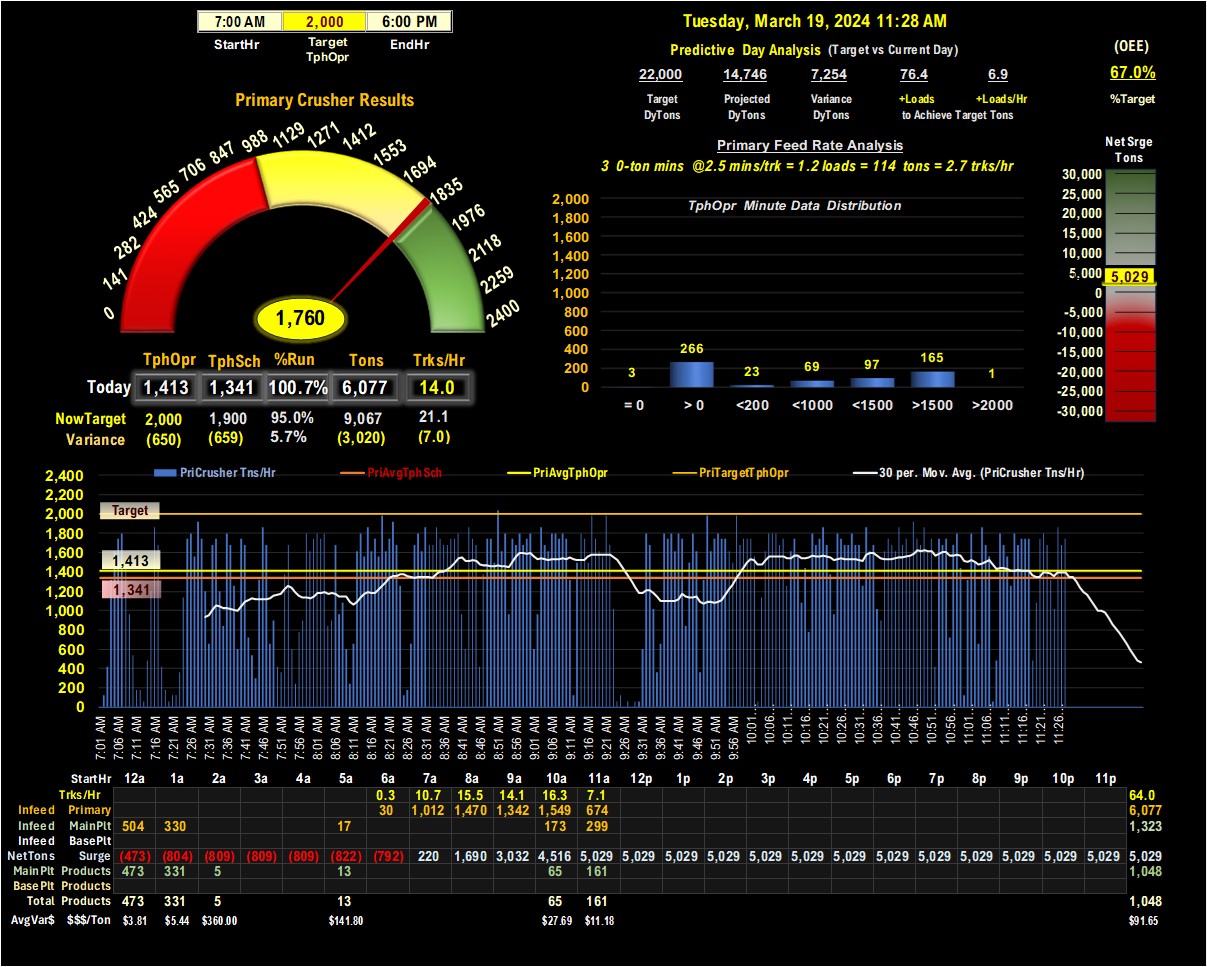 7:00 AM 2,000 6:00 PM
StartHr Target TphOpr EndHr
Tuesday, March 19, 2024 11:28 AM
Predictive Day Analysis (Target vs Current Day)
(OEE)
22,000 14,746 7,254 76.4 6.9
67.0%
Target DyTons Projected DyTons Variance DyTons +Loads +Loads/Hr to Achieve Target Tons
%Target
Primary Crusher Results
0 141 282 424 565 706 847 988 1129 1271 1412 1553 1694 1835 1976 2118 2259 2400
1,760
Primary Feed Rate Analysis
3 0-ton mins @2.5 mins/trk = 1.2 loads = 114 tons = 2.7 trks/hr
TphOpr Minute Data Distribution
2,000
1,800
1,600
1,400
1,200
1,000
800
600
400
200
0
3 266 23 69 97 165 1
= 0 > 0 <200 <1000 <1500 >1500 >2000
Net Srge
Tons
30,000
25,000
20,000
15,000
10,000
5,000
5,029
0
-5,000
-10,000
-15,000
-20,000
-25,000
-30,000
TphOpr TphSch %Run Tons Trks/Hr
Today 1,413 1,341 100.7% 6,077 14.0
NowTarget 2,000 1,900 95.0% 9,067 21.1
Variance (650) (659) 5.7% (3,020) (7.0)
PriCrusher Tns/Hr PriAvgTphSch PriAvgTphOpr PriTargetTphOpr 30 per. Mov. Avg. (PriCrusher Tns/Hr)
2,400
2,200
2,000
1,800
1,600
1,400
1,200
1,000
800
600
400
200
0
Target
1,413
1,341
7:01 AM 7:06 AM 7:11 AM 7:16 AM 7:21 AM 7:26 AM 7:31 AM 7:36 AM 7:41 AM 7:46 AM 7:51 AM 7:56 AM 8:01 AM 8:06 AM 8:11 AM 8:16 AM 8:21 AM 8:26 AM 8:31 AM 8:36 AM 8:41 AM 8:46 AM 8:51 AM 8:56 AM 9:01 AM 9:06 AM 9:11 AM 9:16 AM 9:21 AM 9:26 AM 9:31 AM 9:36 AM 9:41 AM 9:46 AM 9:51 AM 9:56 AM 10:01… 10:06… 10:11… 10:16… 10:21… 10:26… 10:31… 10:36… 10:41… 10:46… 10:51… 10:56… 11:01… 11:06… 11:11… 11:16… 11:21… 11:26…
StartHr 12a 1a 2a 3a 4a 5a 6a 7a 8a 9a 10a 11a 12p 1p 2p 3p 4p 5p 6p 7p 8p 9p 10p 11p
Trks/Hr 0.3 10.7 15.5 14.1 16.3 7.1 64.0
Infeed Primary 30 1,012 1,470 1,342 1,549 674 6,077
Infeed MainPlt 504 330 17 173 299 1,323
Infeed BasePlt
NetTons Surge (473) (804) (809) (809) (809) (822) (792) 220 1,690 3,032 4,516 5,029 5,029 5,029 5,029 5,029 5,029 5,029 5,029 5,029 5,029 5,029 5,029 5,029 5,029
MainPlt Products 473 331 5 13 65 161 1,048
BasePlt Products
Total Products 473 331 5 13 65 161 1,048
AvgVar$ $$$/Ton $3.81 $5.44 $360.00 $141.80 $27.69 $11.18 $91.65